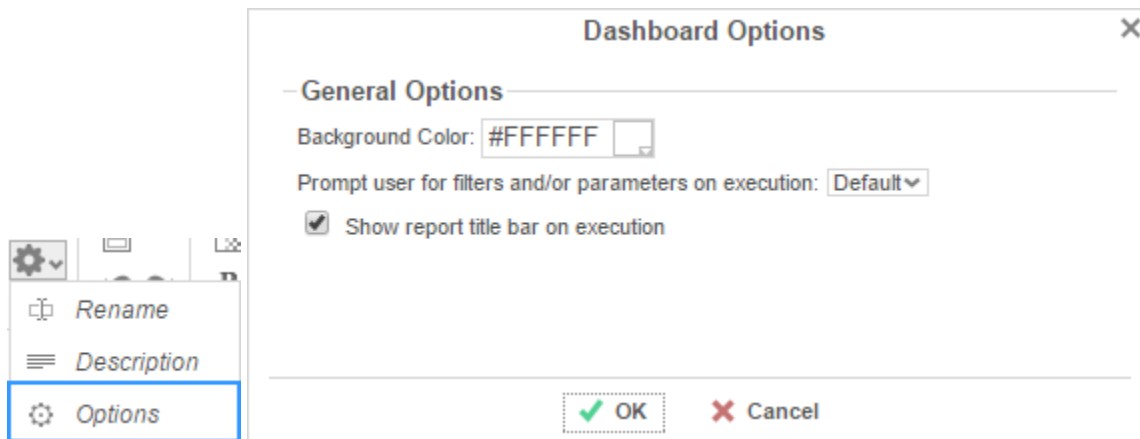 Dashboard Options
General Options
Background Color: #FFFFFF
Prompt user for filters and/or parameters on execution: Default
Show report title bar on execution
Rename
Description
Options
OK Cancel